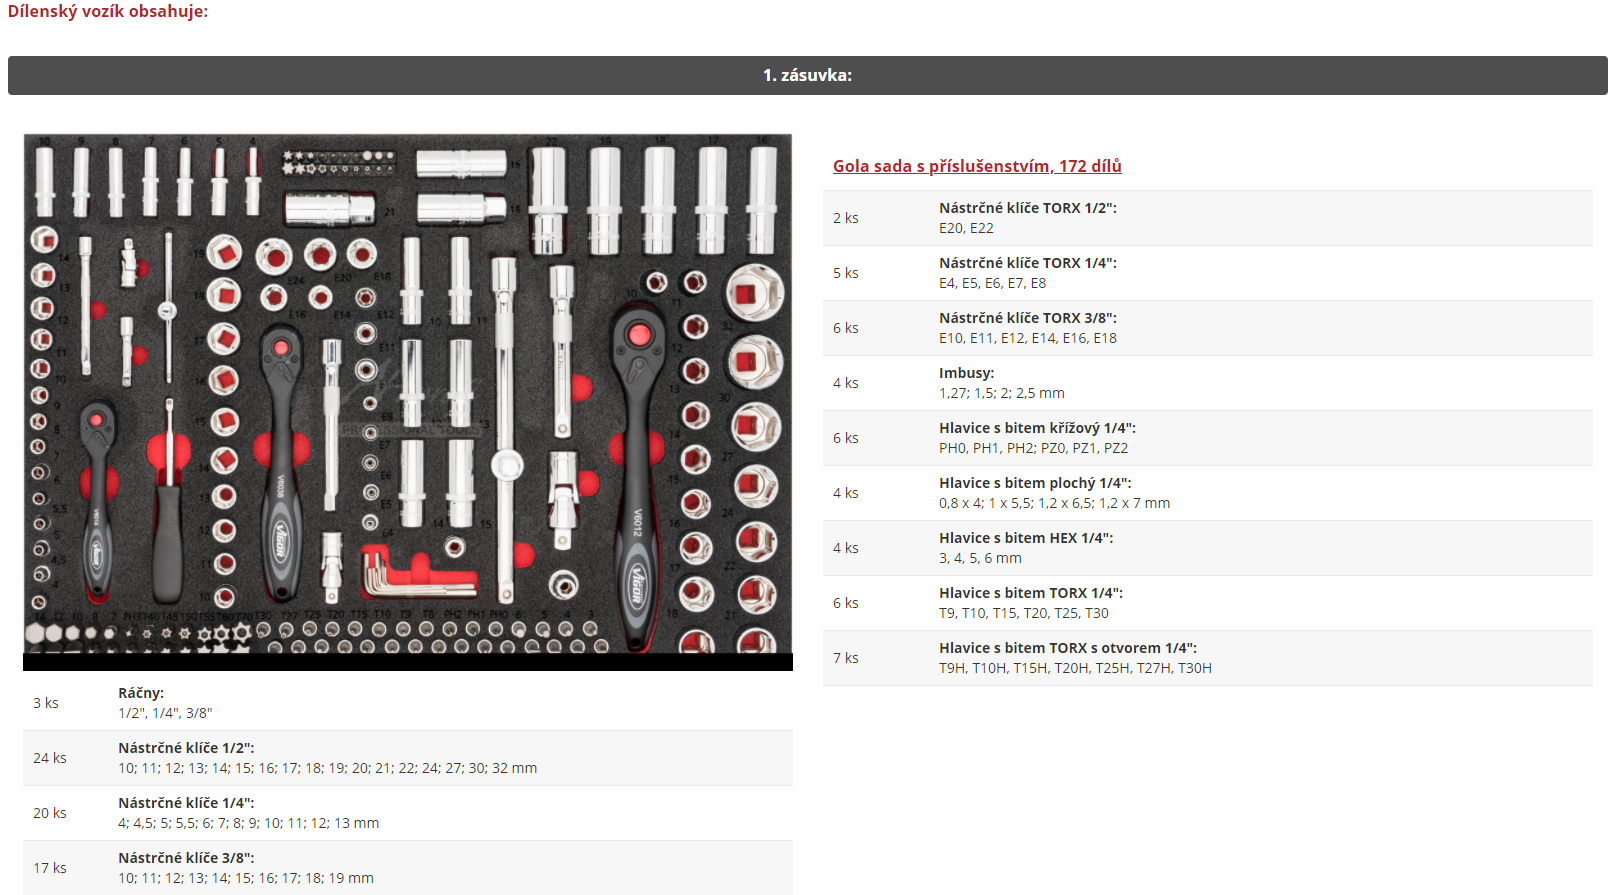 Dílenský vozík obsahuje:
1. zásuvka:
PROFESSIONAL TOOLS
V6014
VIGOR
V6038
VIGOR
V6012
VIGOR
3 ks
Ráčny:
1/2", 1/4", 3/8"
24 ks
Nástrčné klíče 1/2":
10; 11; 12; 13; 14; 15; 16; 17; 18; 19; 20; 21; 22; 24; 27; 30; 32 mm
20 ks
Nástrčné klíče 1/4":
4; 4,5; 5; 5,5; 6; 7; 8; 9; 10; 11; 12; 13 mm
17 ks
Nástrčné klíče 3/8":
10; 11; 12; 13; 14; 15; 16; 17; 18; 19 mm
Gola sada s příslušenstvím, 172 dílů
2 ks
Nástrčné klíče TORX 1/2":
E20, E22
5 ks
Nástrčné klíče TORX 1/4":
E4, E5, E6, E7, E8
6 ks
Nástrčné klíče TORX 3/8":
E10, E11, E12, E14, E16, E18
4 ks
Imbusy:
1,27; 1,5; 2; 2,5 mm
6 ks
Hlavice s bitem křížový 1/4":
PH0, PH1, PH2; PZ0, PZ1, PZ2
4 ks
Hlavice s bitem plochý 1/4":
0,8 x 4; 1 x 5,5; 1,2 x 6,5; 1,2 x 7 mm
4 ks
Hlavice s bitem HEX 1/4":
3, 4, 5, 6 mm
6 ks
Hlavice s bitem TORX 1/4":
T9, T10, T15, T20, T25, T30
7 ks
Hlavice s bitem TORX s otvorem 1/4":
T9H, T10H, T15H, T20H, T25H, T27H, T30H